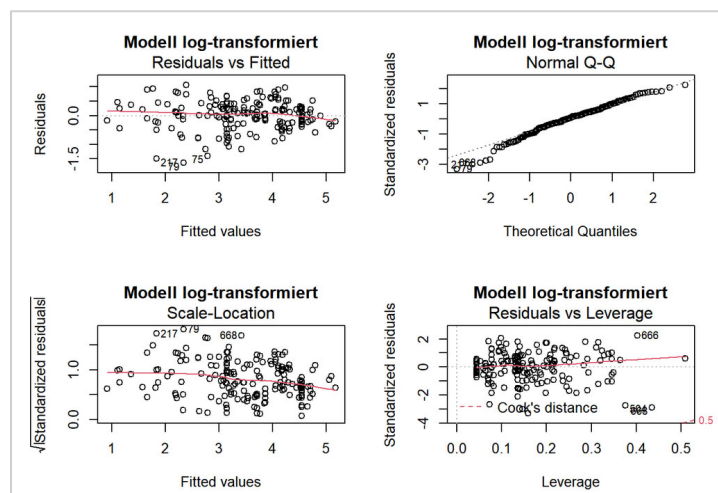 Modell log-transformiert
Residuals vs Fitted
Residuals
0.0
-1.5
217
79
75
1 2 3 4 5
Fitted values
Modell log-transformiert
Normal Q-Q
Standardized residuals
1
-1
-3
79
-2 -1 0 1 2
Theoretical Quantiles
Modell log-transformiert
Scale-Location
√|Standardized residuals|
1.0
0.0
217
79
668
1 2 3 4 5
Fitted values
Modell log-transformiert
Residuals vs Leverage
Standardized residuals
2
0
-2
-4
666
Cook's distance
0.5
0.0 0.1 0.2 0.3 0.4 0.5
Leverage